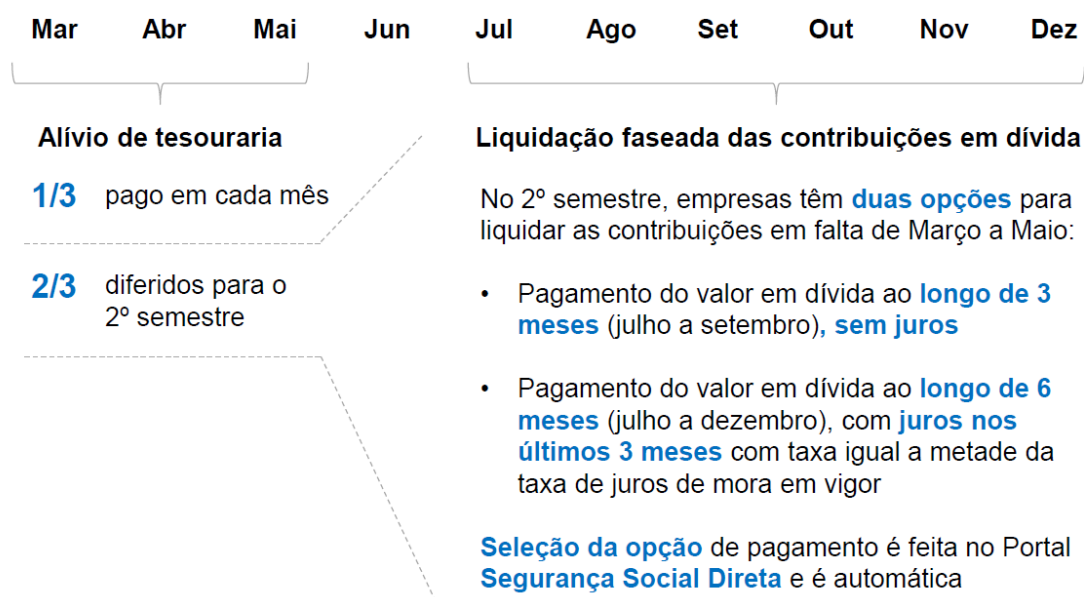 Mar Abr Mai Jun Jul Ago Set Out Nov Dez
Alívio de tesouraria
1/3 pago em cada mês
2/3 diferidos para o
2º semestre
Liquidação faseada das contribuições em dívida
No 2º semestre, empresas têm duas opções para
liquidar as contribuições em falta de Março a Maio:
• Pagamento do valor em dívida ao longo de 3
meses (julho a setembro), sem juros
• Pagamento do valor em dívida ao longo de 6
meses (julho a dezembro), com juros nos
últimos 3 meses com taxa igual a metade da
taxa de juros de mora em vigor
Seleção da opção de pagamento é feita no Portal
Segurança Social Direta e é automática